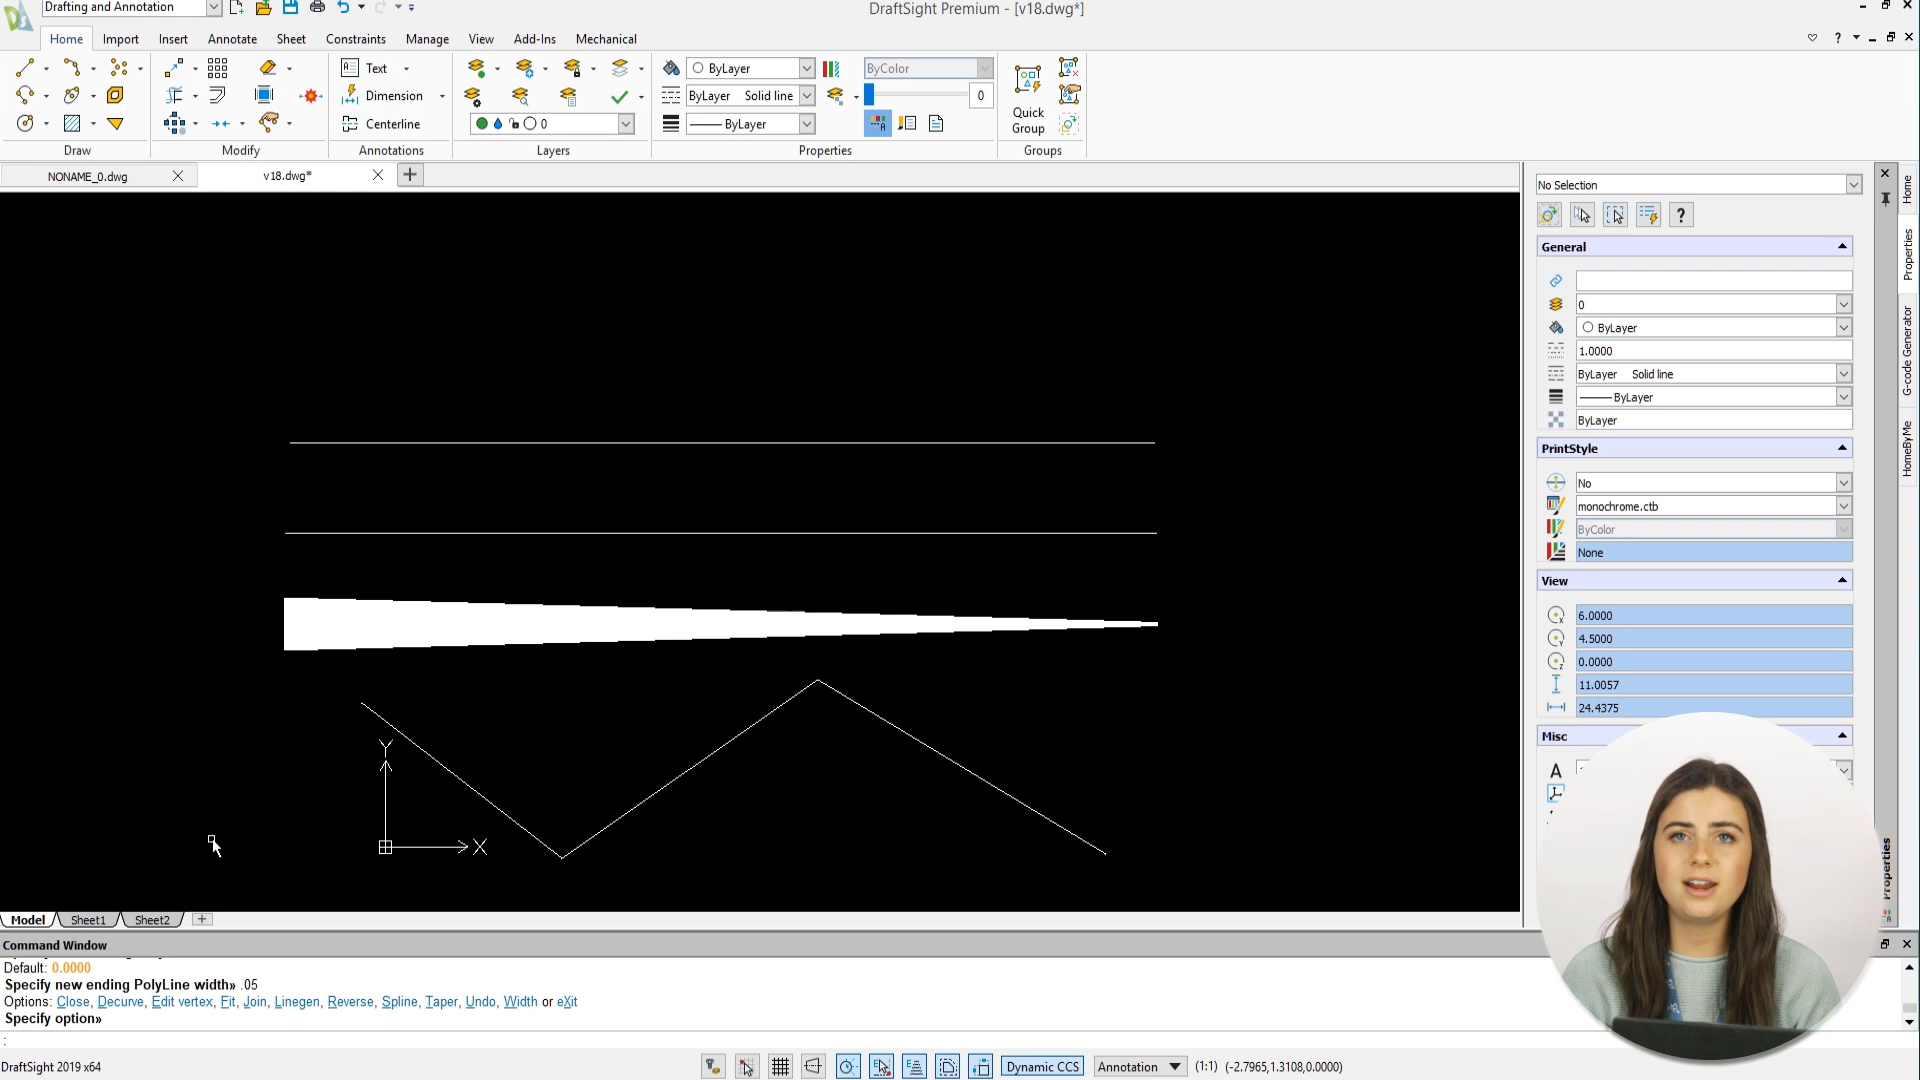 Drafting and Annotation
DraftSight Premium - [v18.dwg*]
Home Import Insert Annotate Sheet Constraints Manage View Add-Ins Mechanical
Text
Dimension
Centerline
0
ByLayer
ByLayer Solid line
ByLayer
ByColor
0
Quick
Group
Draw Modify Annotations Layers Properties Groups
NONAME_0.dwg
v18.dwg*
No Selection
General
0
ByLayer
1.0000
ByLayer Solid line
ByLayer
ByLayer
PrintStyle
No
monochrome.ctb
ByColor
None
View
6.0000
4.5000
0.0000
11.0057
24.4375
Misc
Home
Properties
G-code Generator
HomeByMe
Properties
Y
X
Model Sheet1 Sheet2
Command Window
Default: 0.0000
Specify new ending PolyLine width» .05
Options: Close, Decurve, Edit vertex, Fit, Join, Linegen, Reverse, Spline, Taper, Undo, Width or eXit
Specify option»
:
DraftSight 2019 x64
Dynamic CCS
Annotation
(1:1) (-2.7965,1.3108,0.0000)